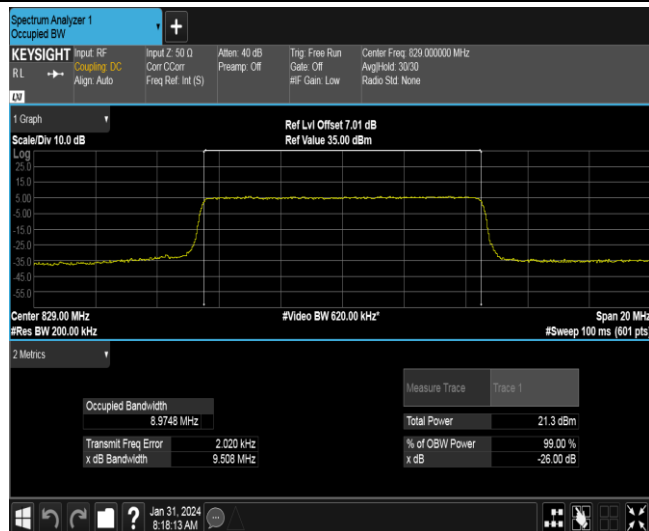 Spectrum Analyzer 1
Occupied BW
+
KEYSIGHT
RL
Input: RF
Coupling: DC
Align: Auto
Input Z: 50 Ω
Corr CCorr
Freq Ref: Int (S)
Atten: 40 dB
Preamp: Off
Trig: Free Run
Gate: Off
#IF Gain: Low
Center Freq: 829.000000 MHz
Avg|Hold: 30/30
Radio Std: None
LXI
1 Graph
Scale/Div 10.0 dB
Ref Lvl Offset 7.01 dB
Ref Value 35.00 dBm
Log
25.0
15.0
5.00
-5.00
-15.0
-25.0
-35.0
-45.0
-55.0
Center 829.00 MHz
#Video BW 620.00 kHz*
Span 20 MHz
#Res BW 200.00 kHz
#Sweep 100 ms (601 pts)
2 Metrics
Measure Trace
Trace 1
Occupied Bandwidth
8.9748 MHz
Total Power
21.3 dBm
Transmit Freq Error
2.020 kHz
% of OBW Power
99.00 %
x dB Bandwidth
9.508 MHz
x dB
-26.00 dB
?
Jan 31, 2024
8:18:13 AM